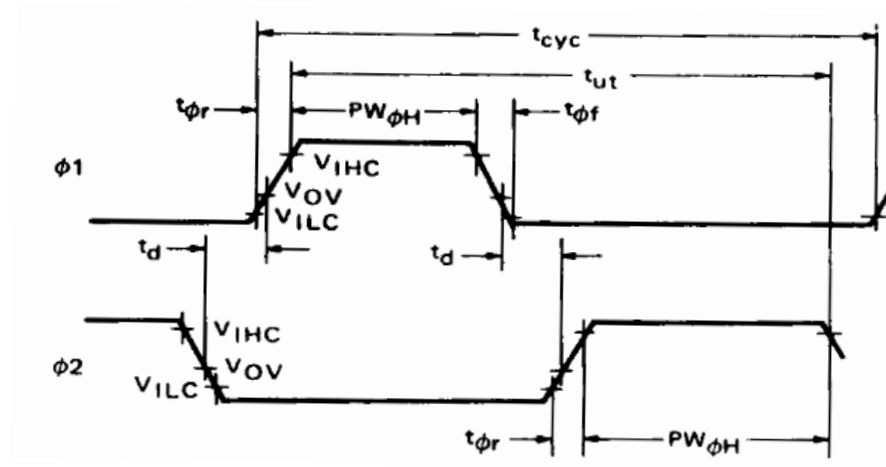 tcyc
tut
tφr
PWφH
tφf
φ1
VIHC
VOV
VILC
td
td
VIHC
φ2
VOV
VILC
tφr
PWφH